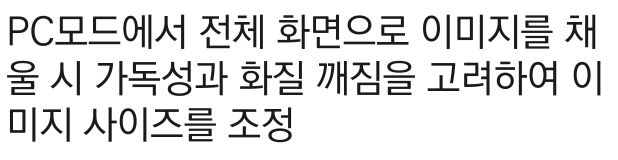 PC모드에서 전체 화면으로 이미지를 채
울 시 가독성과 화질 깨짐을 고려하여 이
미지 사이즈를 조정